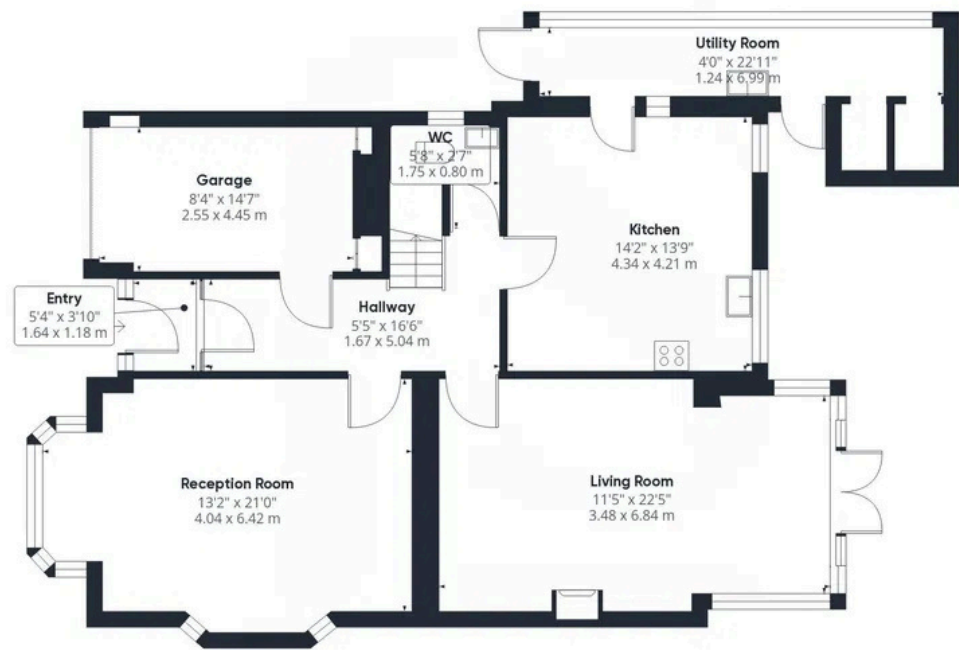 Utility Room
4'0" x 22'11"
1.24 x 6.99 m
WC
5'8" x 2'7"
1.75 x 0.80 m
Garage
8'4" x 14'7"
2.55 x 4.45 m
Kitchen
14'2" x 13'9"
4.34 x 4.21 m
Entry
5'4" x 3'10"
1.64 x 1.18 m
Hallway
5'5" x 16'6"
1.67 x 5.04 m
Reception Room
13'2" x 21'0"
4.04 x 6.42 m
Living Room
11'5" x 22'5"
3.48 x 6.84 m